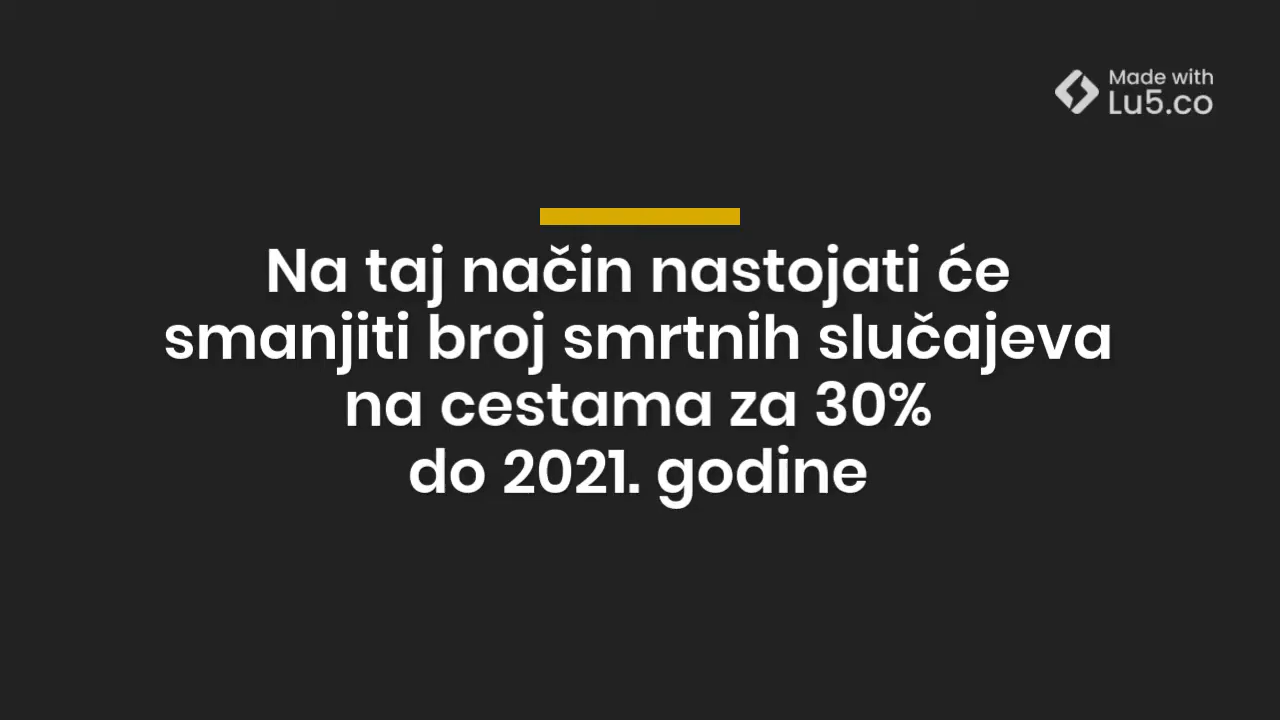 Made with
Lu5.co
Na taj način nastojati će
smanjiti broj smrtnih slučajeva
na cestama za 30%
do 2021. godine